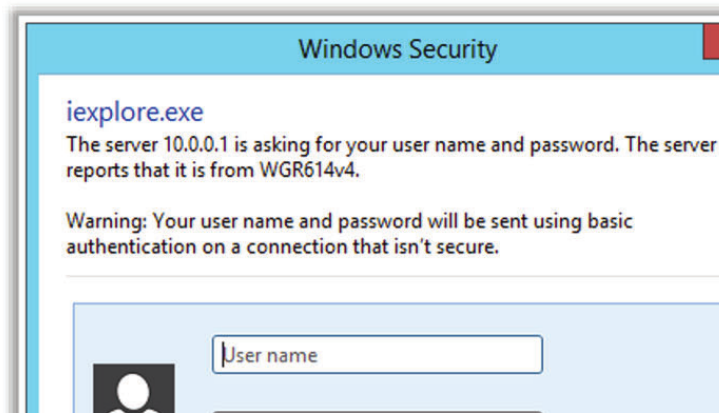 Windows Security
iexplore.exe
The server 10.0.0.1 is asking for your user name and password. The server
reports that it is from WGR614v4.
Warning: Your user name and password will be sent using basic
authentication on a connection that isn't secure.
User name